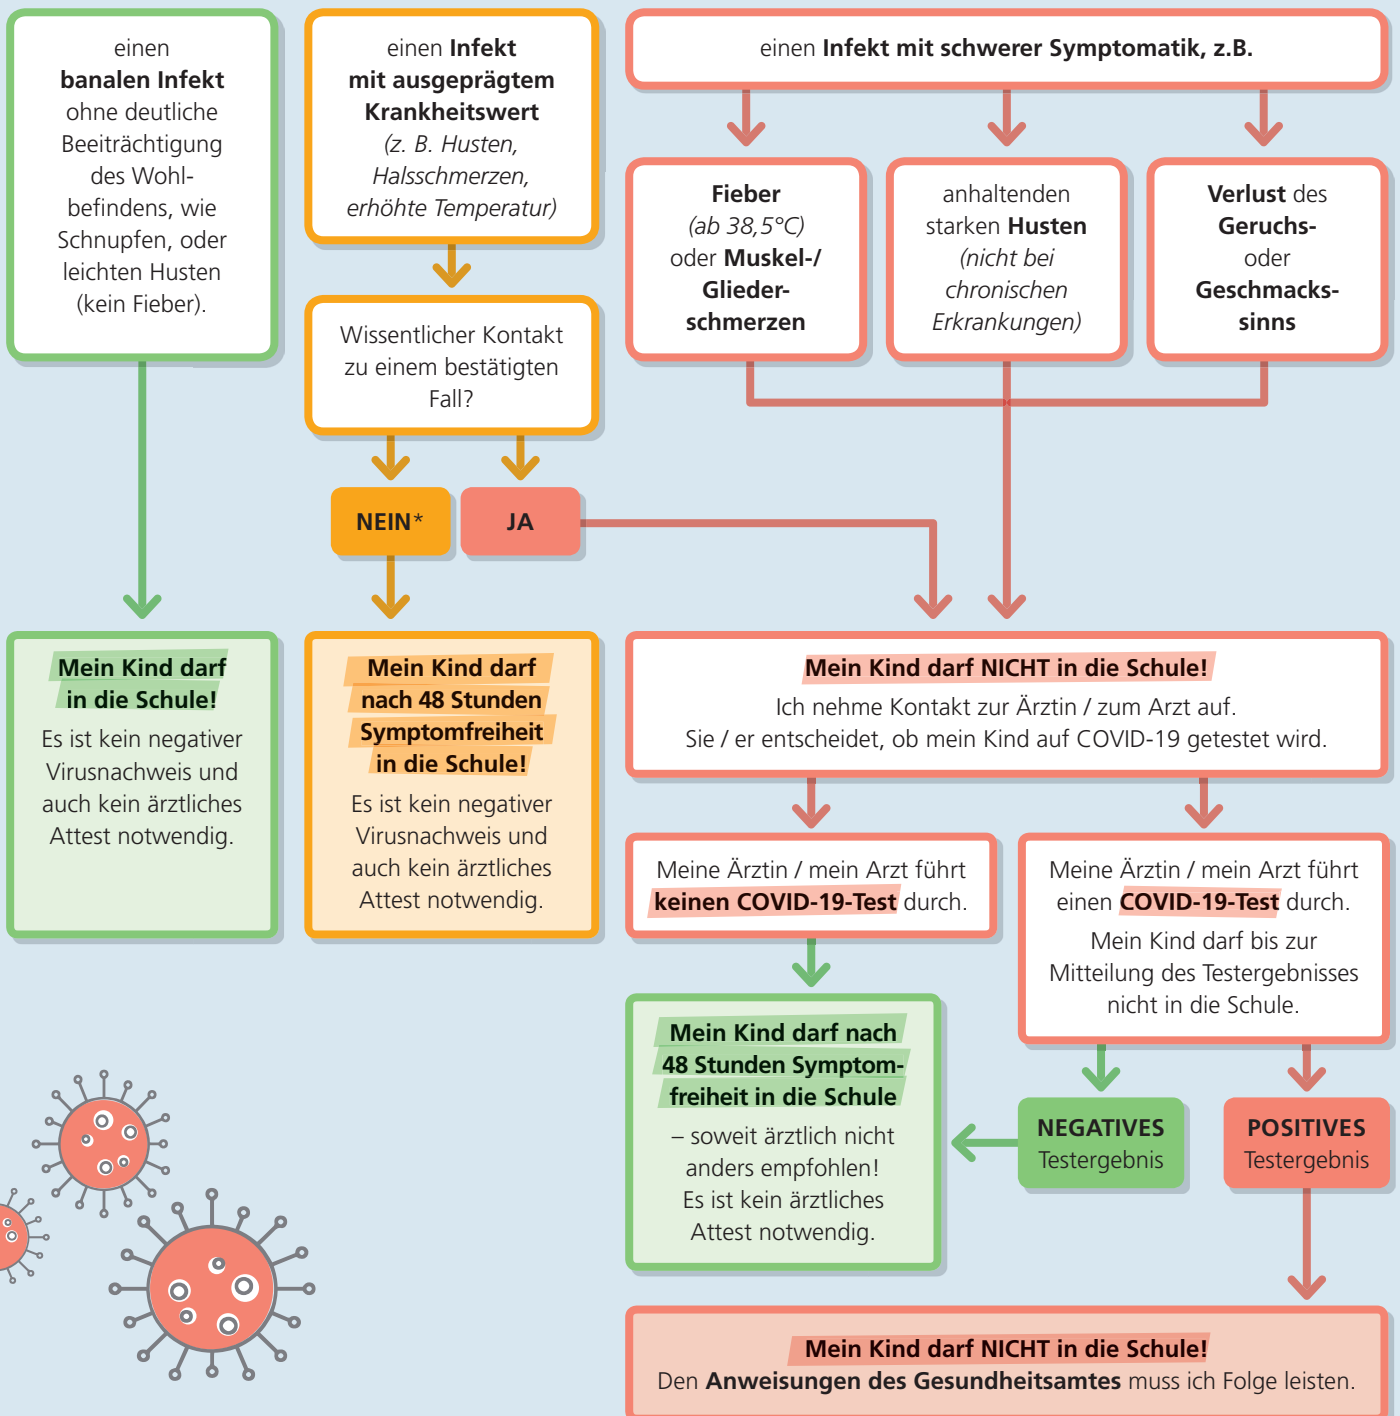 einen
banalen Infekt
ohne deutliche
Beeiträchtigung
des Wohl-
befindens, wie
Schnupfen, oder
leichten Husten
(kein Fieber).
einen Infekt
mit ausgeprägtem
Krankheitswert
(z. B. Husten,
Halsschmerzen,
erhöhte Temperatur)
einen Infekt mit schwerer Symptomatik, z.B.
Fieber
(ab 38,5°C)
oder Muskel-/
Glieder-
schmerzen
anhaltenden
starken Husten
(nicht bei
chronischen
Erkrankungen)
Verlust des
Geruchs-
oder
Geschmacks-
sinns
Wissentlicher Kontakt
zu einem bestätigten
Fall?
NEIN*
JA
Mein Kind darf
in die Schule!
Es ist kein negativer
Virusnachweis und
auch kein ärztliches
Attest notwendig.
Mein Kind darf
nach 48 Stunden
Symptomfreiheit
in die Schule!
Es ist kein negativer
Virusnachweis und
auch kein ärztliches
Attest notwendig.
Mein Kind darf NICHT in die Schule!
Ich nehme Kontakt zur Ärztin / zum Arzt auf.
Sie / er entscheidet, ob mein Kind auf COVID-19 getestet wird.
Meine Ärztin / mein Arzt führt
keinen COVID-19-Test durch.
Meine Ärztin / mein Arzt führt
einen COVID-19-Test durch.
Mein Kind darf bis zur
Mitteilung des Testergebnisses
nicht in die Schule.
Mein Kind darf nach
48 Stunden Symptom-
freiheit in die Schule
– soweit ärztlich nicht
anders empfohlen!
Es ist kein ärztliches
Attest notwendig.
NEGATIVES
Testergebnis
POSITIVES
Testergebnis
Mein Kind darf NICHT in die Schule!
Den Anweisungen des Gesundheitsamtes muss ich Folge leisten.